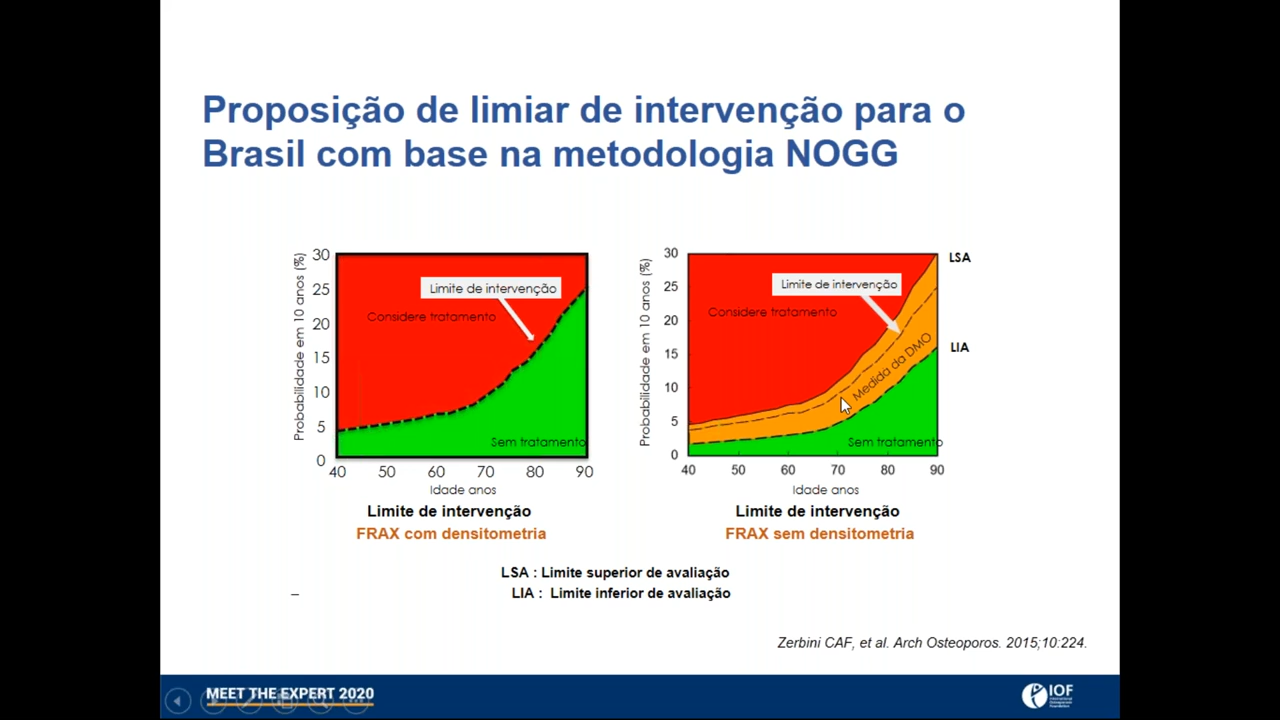 Proposição de limiar de intervenção para o
Brasil com base na metodologia NOGG
Probabilidade em 10 anos (%)
30
25
20
15
10
5
0
Limite de intervenção
Considere tratamento
Sem tratamento
40 50 60 70 80 90
Idade anos
Limite de intervenção
FRAX com densitometria
Probabilidade em 10 anos (%)
30
25
20
15
10
5
0
Limite de intervenção
Considere tratamento
Medida da DMO
Sem tratamento
LSA
LIA
40 50 60 70 80 90
Idade anos
Limite de intervenção
FRAX sem densitometria
LSA : Limite superior de avaliação
LIA : Limite inferior de avaliação
–
Zerbini CAF, et al. Arch Osteoporos. 2015;10:224.
MEET THE EXPERT 2020
IOF